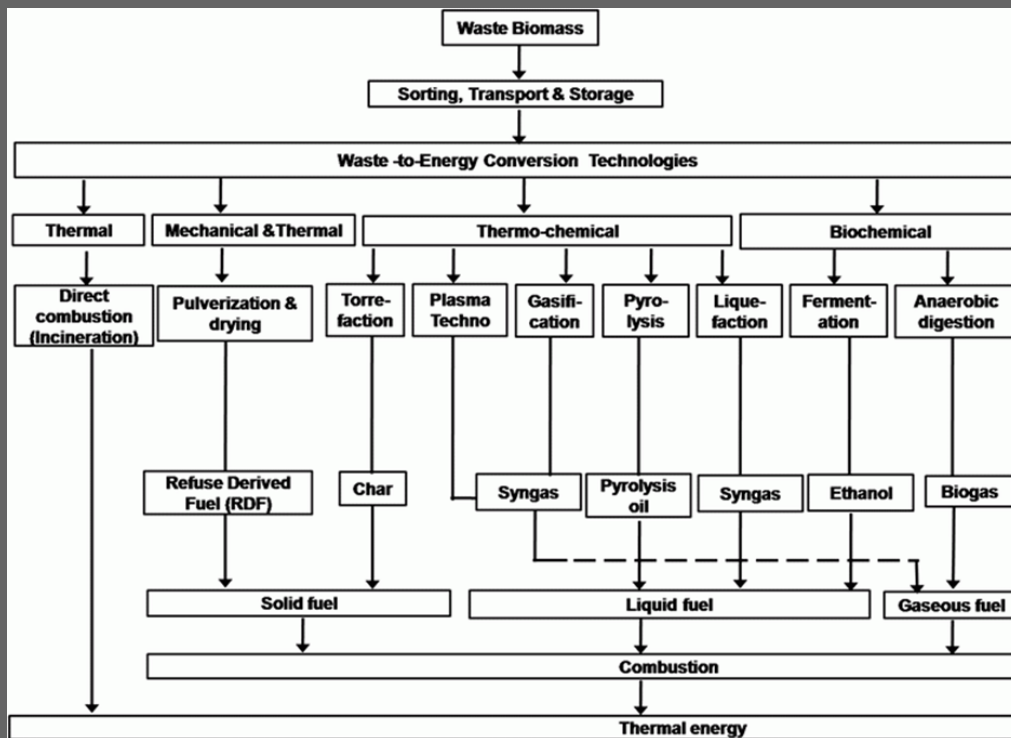 Waste Biomass
Sorting, Transport & Storage
Waste -to-Energy Conversion Technologies
Thermal
Mechanical &Thermal
Thermo-chemical
Biochemical
Direct
combustion
(Incineration)
Pulverization &
drying
Torre-
faction
Plasma
Techno
Gasifi-
cation
Pyro-
lysis
Lique-
faction
Ferment-
ation
Anaerobic
digestion
Refuse Derived
Fuel (RDF)
Char
Syngas
Pyrolysis
oil
Syngas
Ethanol
Biogas
Solid fuel
Liquid fuel
Gaseous fuel
Combustion
Thermal energy